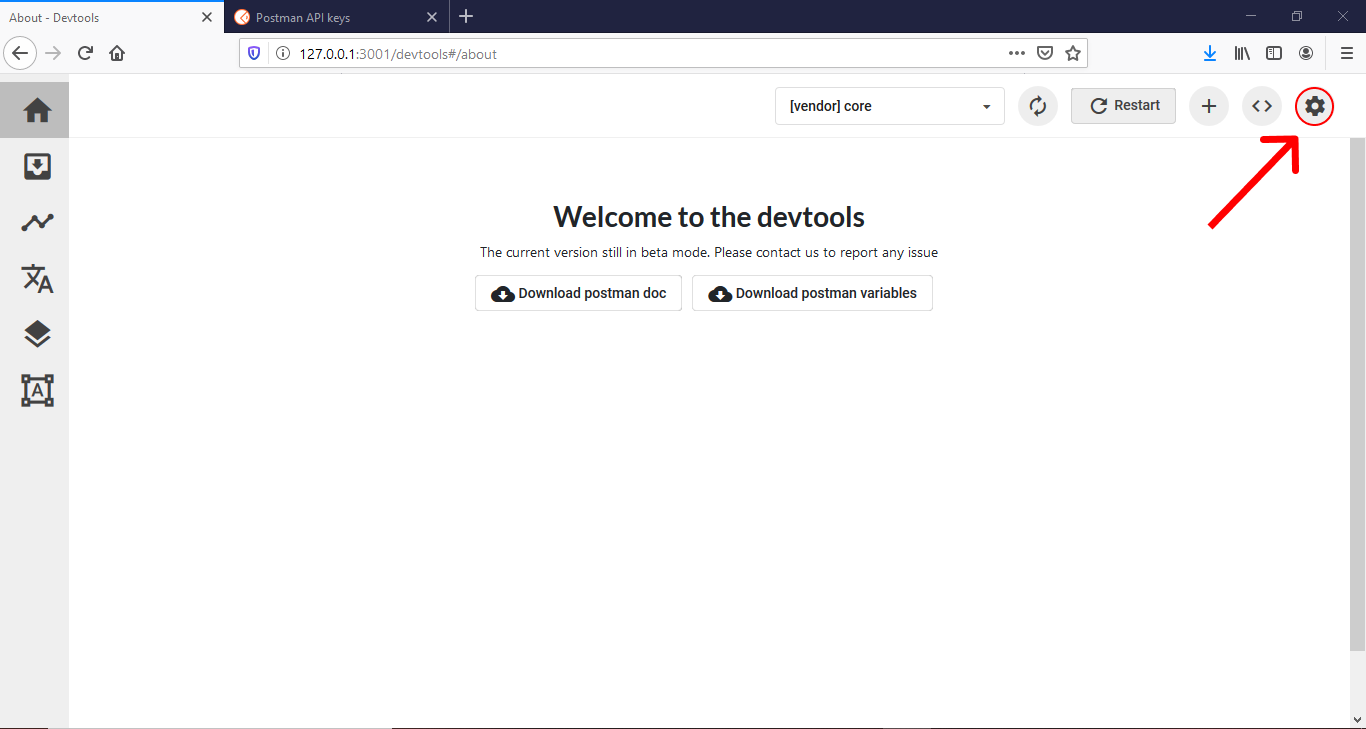 About - Devtools
Postman API keys
127.0.0.1:3001/devtools#/about
[vendor] core
Restart
Welcome to the devtools
The current version still in beta mode. Please contact us to report any issue
Download postman doc
Download postman variables